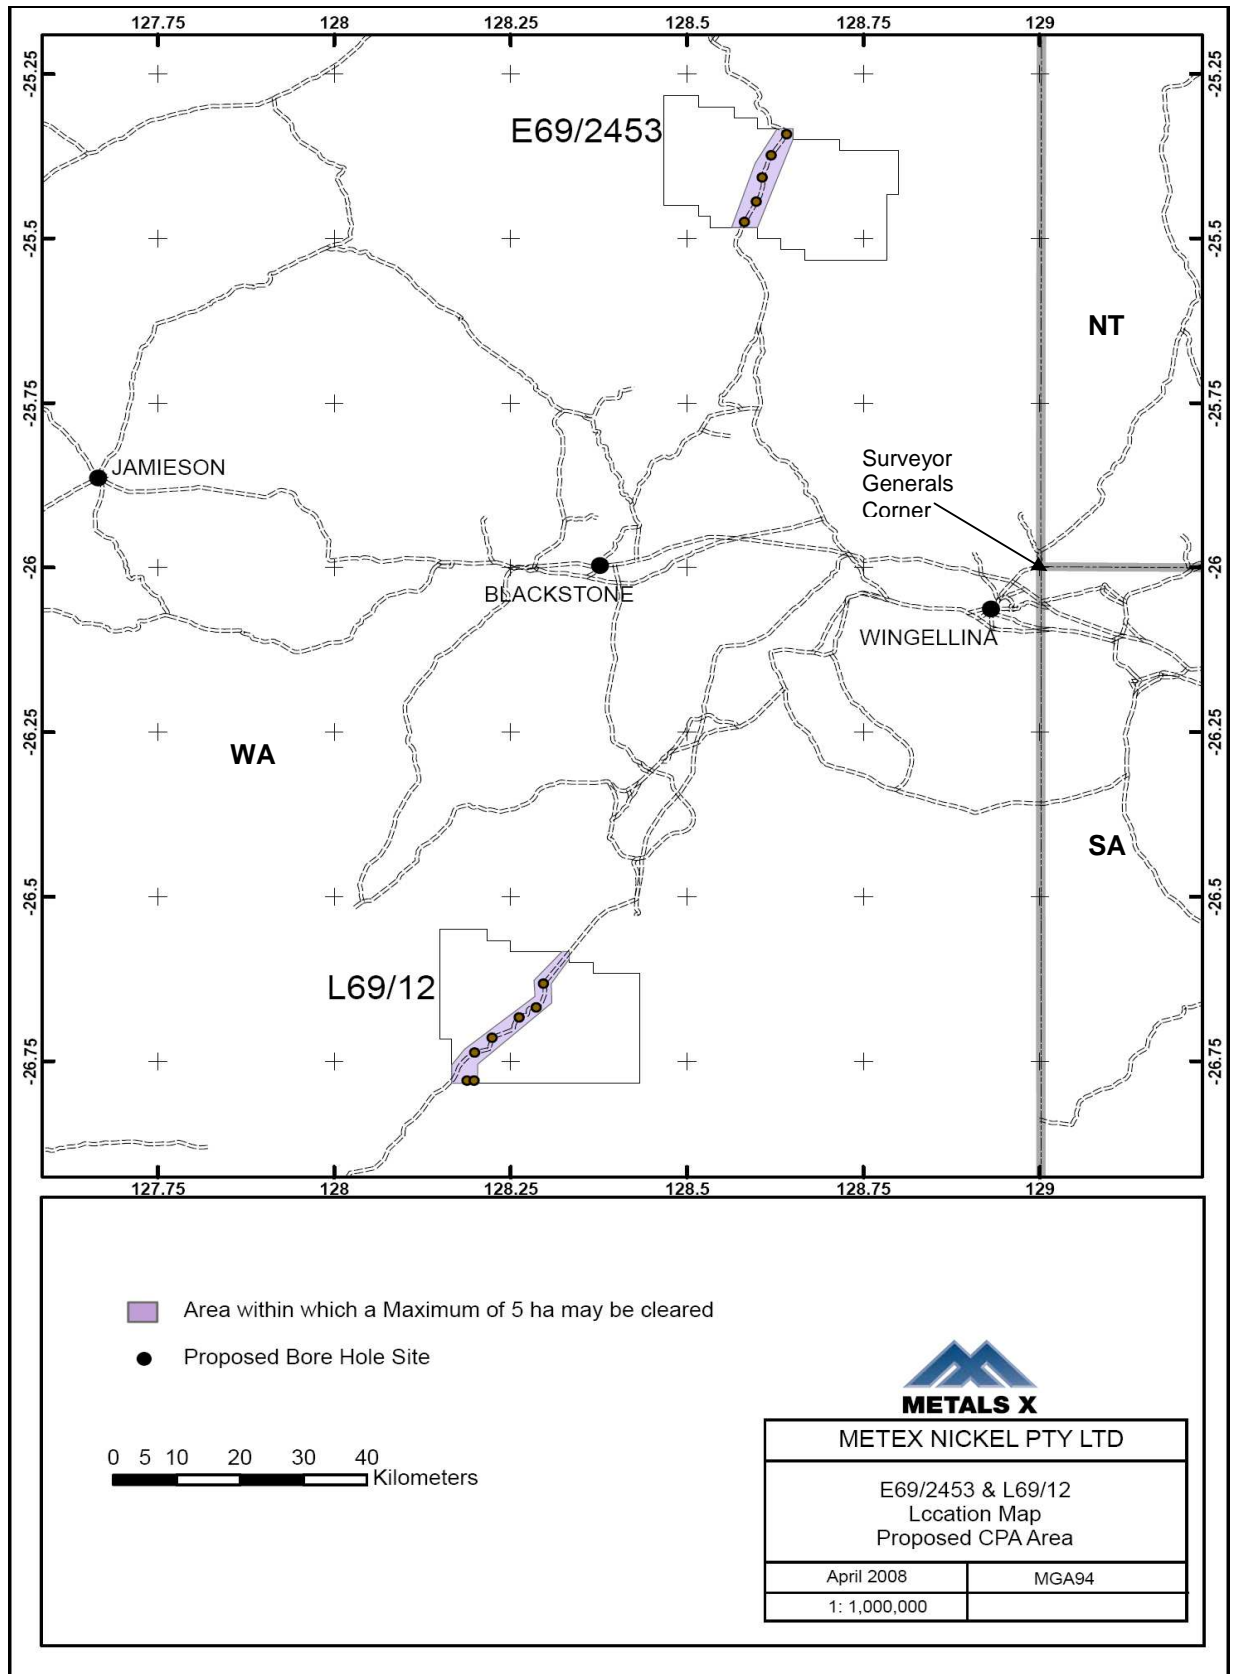 127.75 128 128.25 128.5 128.75 129
-25.25 -25.25
E69/2453
-25.5 -25.5
NT
-25.75 -25.75
JAMIESON
Surveyor
Generals
Corner
-26 -26
BLACKSTONE
WINGELLINA
-26.25 -26.25
WA
SA
-26.5 -26.5
L69/12
-26.75 -26.75
127.75 128 128.25 128.5 128.75 129
Area within which a Maximum of 5 ha may be cleared
Proposed Bore Hole Site
0 5 10 20 30 40
Kilometers
METALS X
METEX NICKEL PTY LTD
E69/2453 & L69/12
Lccation Map
Proposed CPA Area
April 2008 MGA94
1: 1,000,000